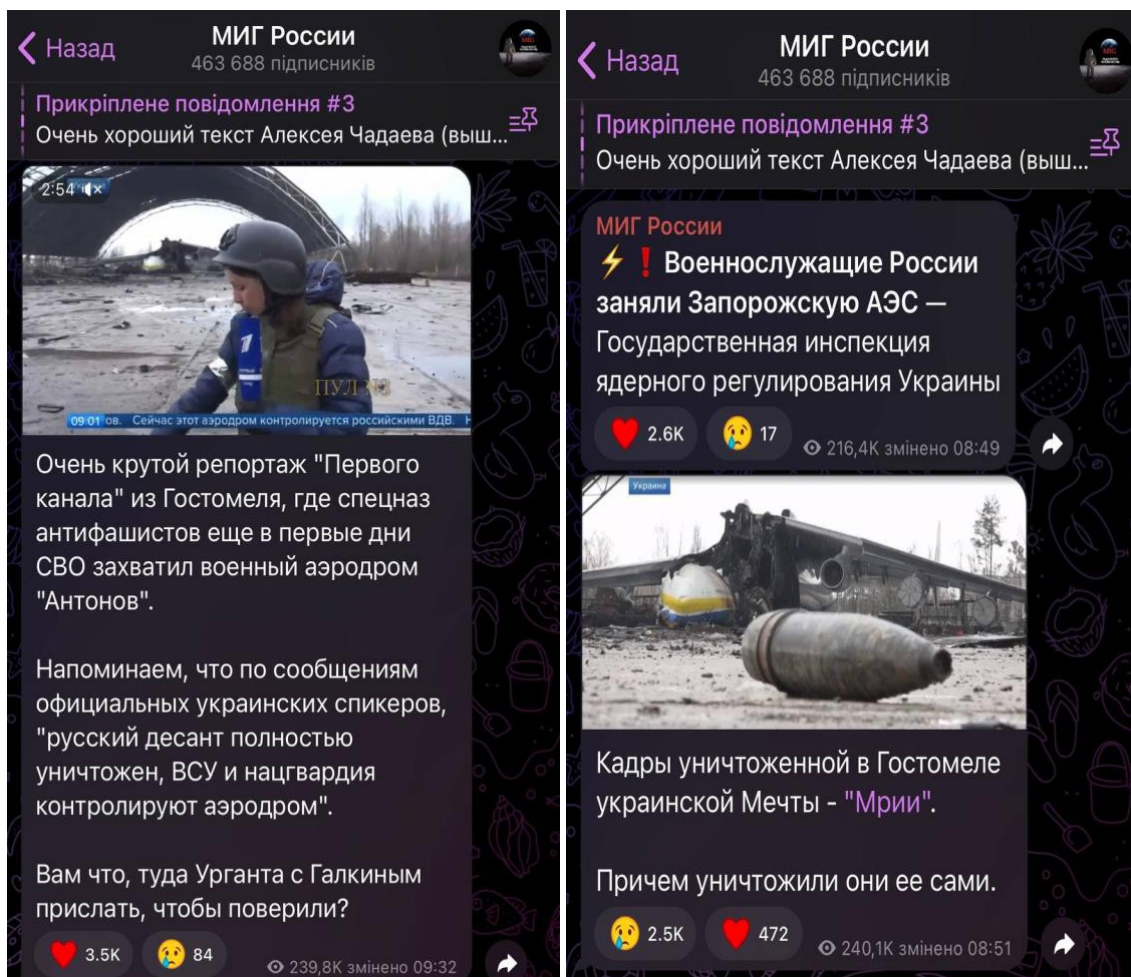 Назад
МИГ России
463 688 підписників
Прикріплене повідомлення #3
Очень хороший текст Алексея Чадаева (выш...
2:54
ПУЛ N3
09:01 ов. Сейчас этот аэродром контролируется российскими ВДВ. Н
Очень крутой репортаж "Первого
канала" из Гостомеля, где спецназ
антифашистов еще в первые дни
СВО захватил военный аэродром
"Антонов".
Напоминаем, что по сообщениям
официальных украинских спикеров,
"русский десант полностью
уничтожен, ВСУ и нацгвардия
контролируют аэродром".
Вам что, туда Урганта с Галкиным
прислать, чтобы поверили?
3.5K 84
239,8K змінено 09:32
Назад
МИГ России
463 688 підписників
Прикріплене повідомлення #3
Очень хороший текст Алексея Чадаева (выш...
МИГ России
Военнослужащие России
заняли Запорожскую АЭС —
Государственная инспекция
ядерного регулирования Украины
2.6K 17
216,4K змінено 08:49
Украина
Кадры уничтоженной в Гостомеле
украинской Мечты - "Мрии".
Причем уничтожили они ее сами.
2.5K 472
240,1K змінено 08:51